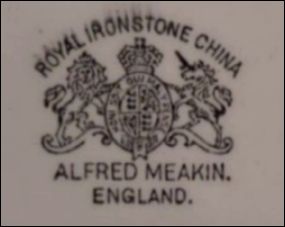 ROYAL IRONSTONE CHINA
ALFRED MEAKIN.
ENGLAND.